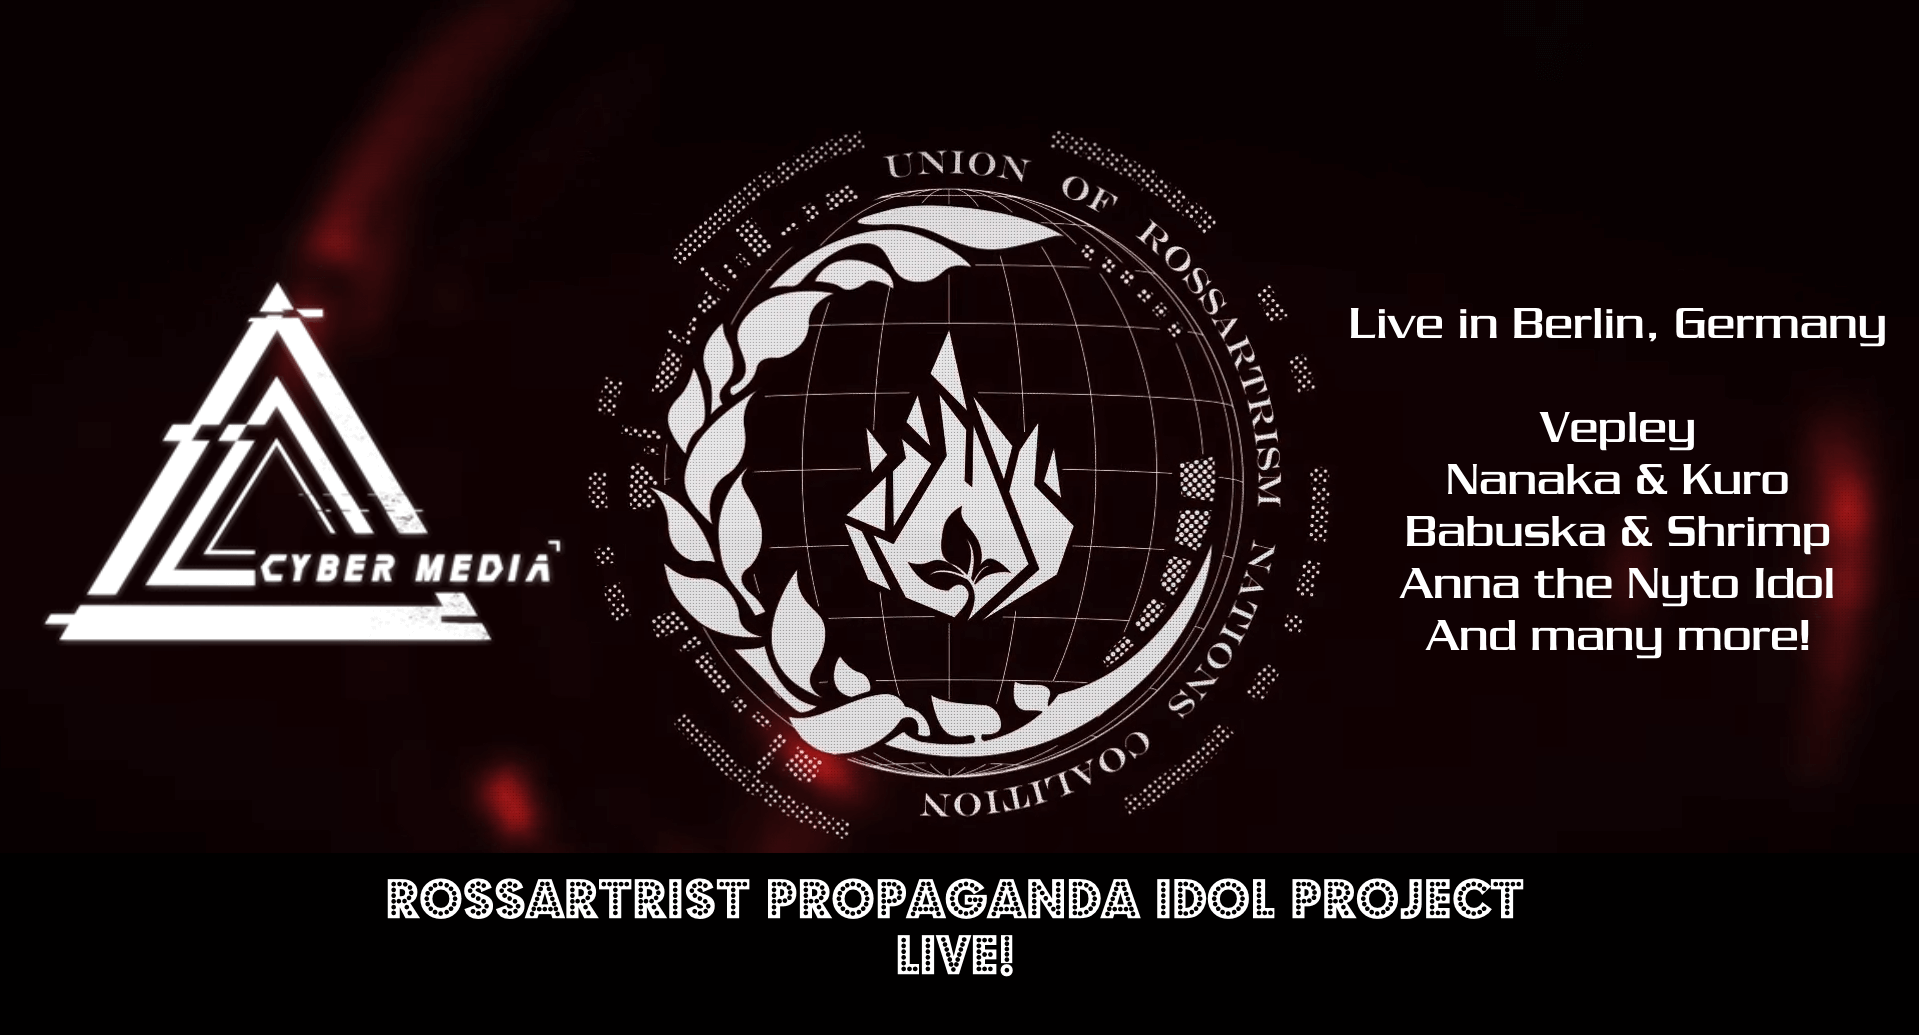 UNION OF ROSSARTRISM NATIONS COALITION
CYBER MEDIA
Live in Berlin, Germany
Vepley
Nanaka & Kuro
Babuska & Shrimp
Anna the Nyto Idol
And many more!
ROSSARTRIST PROPAGANDA IDOL PROJECT
LIVE!